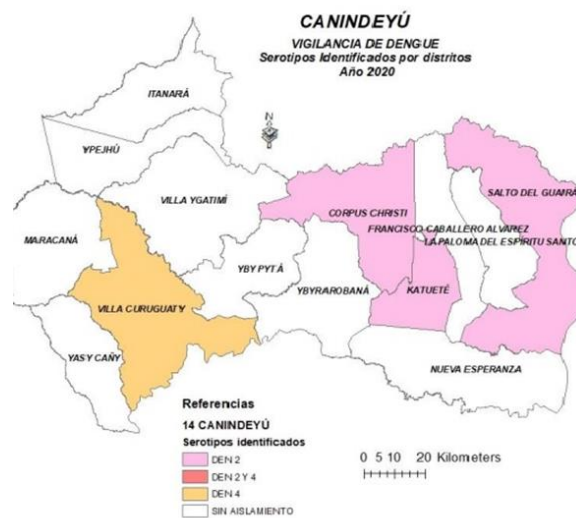 CANINDEYÚ
VIGILANCIA DE DENGUE
Serotipos Identificados por distritos
Año 2020
ITANARÁ
N
YPEJHÚ
VILLA YGATIMÍ
SALTO DEL GUAIRÁ
CORPUS CHRISTI
MARACANÁ
FRANCISCO CABALLERO ALVAREZ
LA PALOMA DEL ESPÍRITU SANTO
YBY PYTÁ
YBYRAROBANÁ
KATUETÉ
VILLA CURUGUATY
YASY CAÑY
NUEVA ESPERANZA
Referencias
14 CANINDEYÚ
Serotipos identificados
DEN 2
DEN 2 Y 4
DEN 4
SIN AISLAMIENTO
0 5 10 20 Kilometers